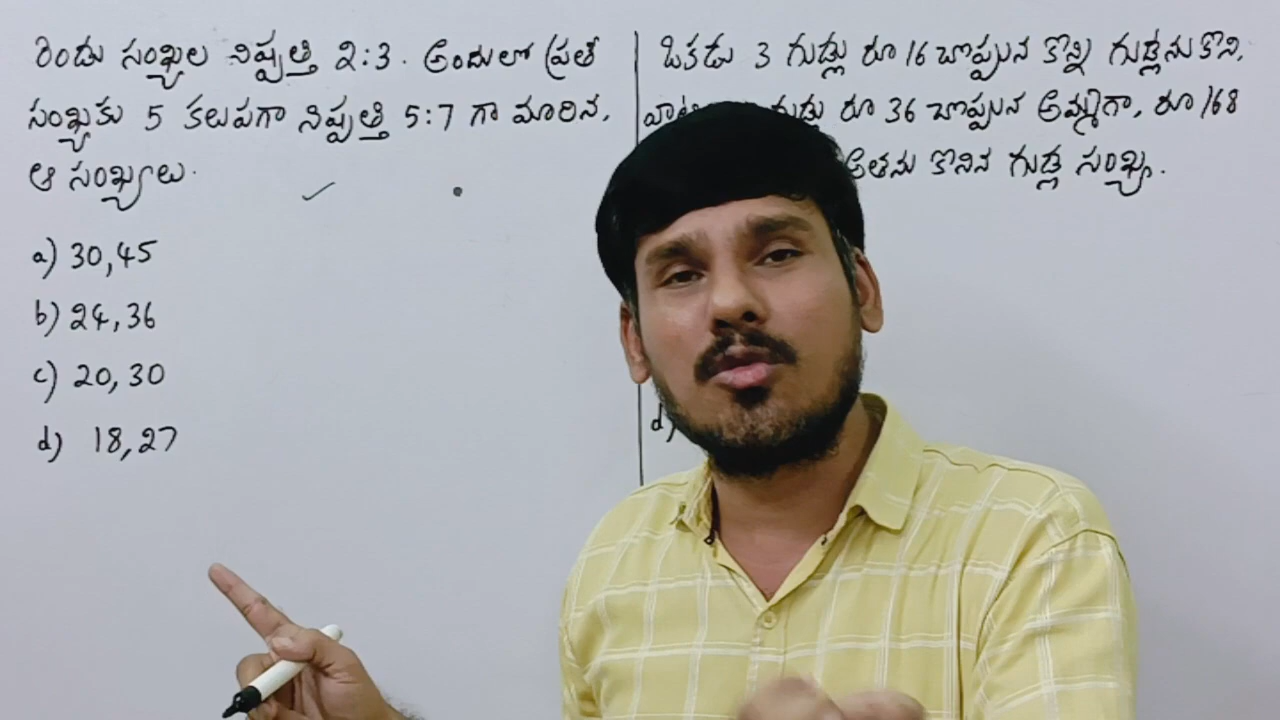 రెండు సంఖ్యల నిష్పత్తి 2:3. అందులో ప్రతి
సంఖ్యకు 5 కలుపగా నిష్పత్తి 5:7 గా మారిన,
ఆ సంఖ్యలు.
a) 30,45
b) 24,36
c) 20,30
d) 18,27
ఒకడు 3 గుడ్లు రూ 16 చొప్పున కొన్ని గుడ్లను కొని,
రూ 36 చొప్పున అమ్మగా, రూ 168
అతను కొనిన గుడ్ల సంఖ్య.
d)